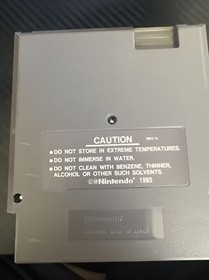 CAUTION
REV-A
•DO NOT STORE IN EXTREME TEMPERATURES.
•DO NOT IMMERSE IN WATER.
•DO NOT CLEAN WITH BENZENE, THINNER,
ALCOHOL OR OTHER SUCH SOLVENTS.
©®Nintendo® 1985
Nintendo